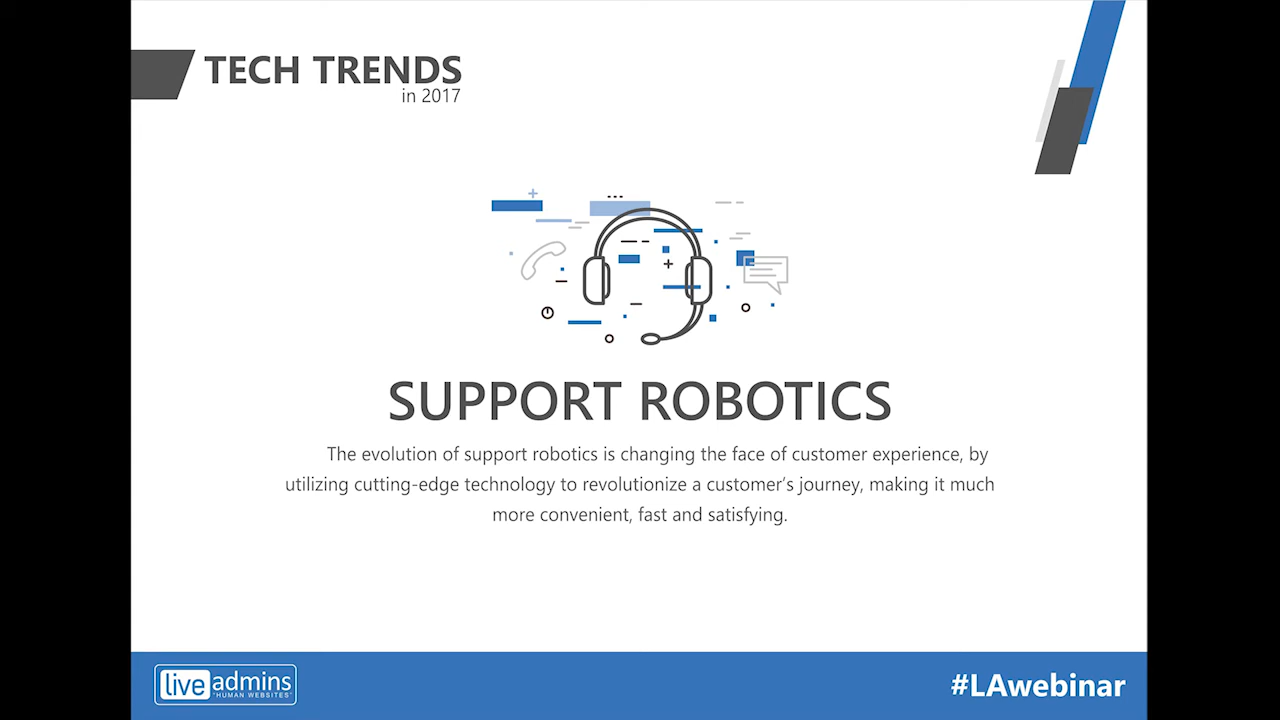 TECH TRENDS
in 2017
SUPPORT ROBOTICS
The evolution of support robotics is changing the face of customer experience, by
utilizing cutting-edge technology to revolutionize a customer’s journey, making it much
more convenient, fast and satisfying.
liveadmins
"HUMAN WEBSITES"
#LAwebinar